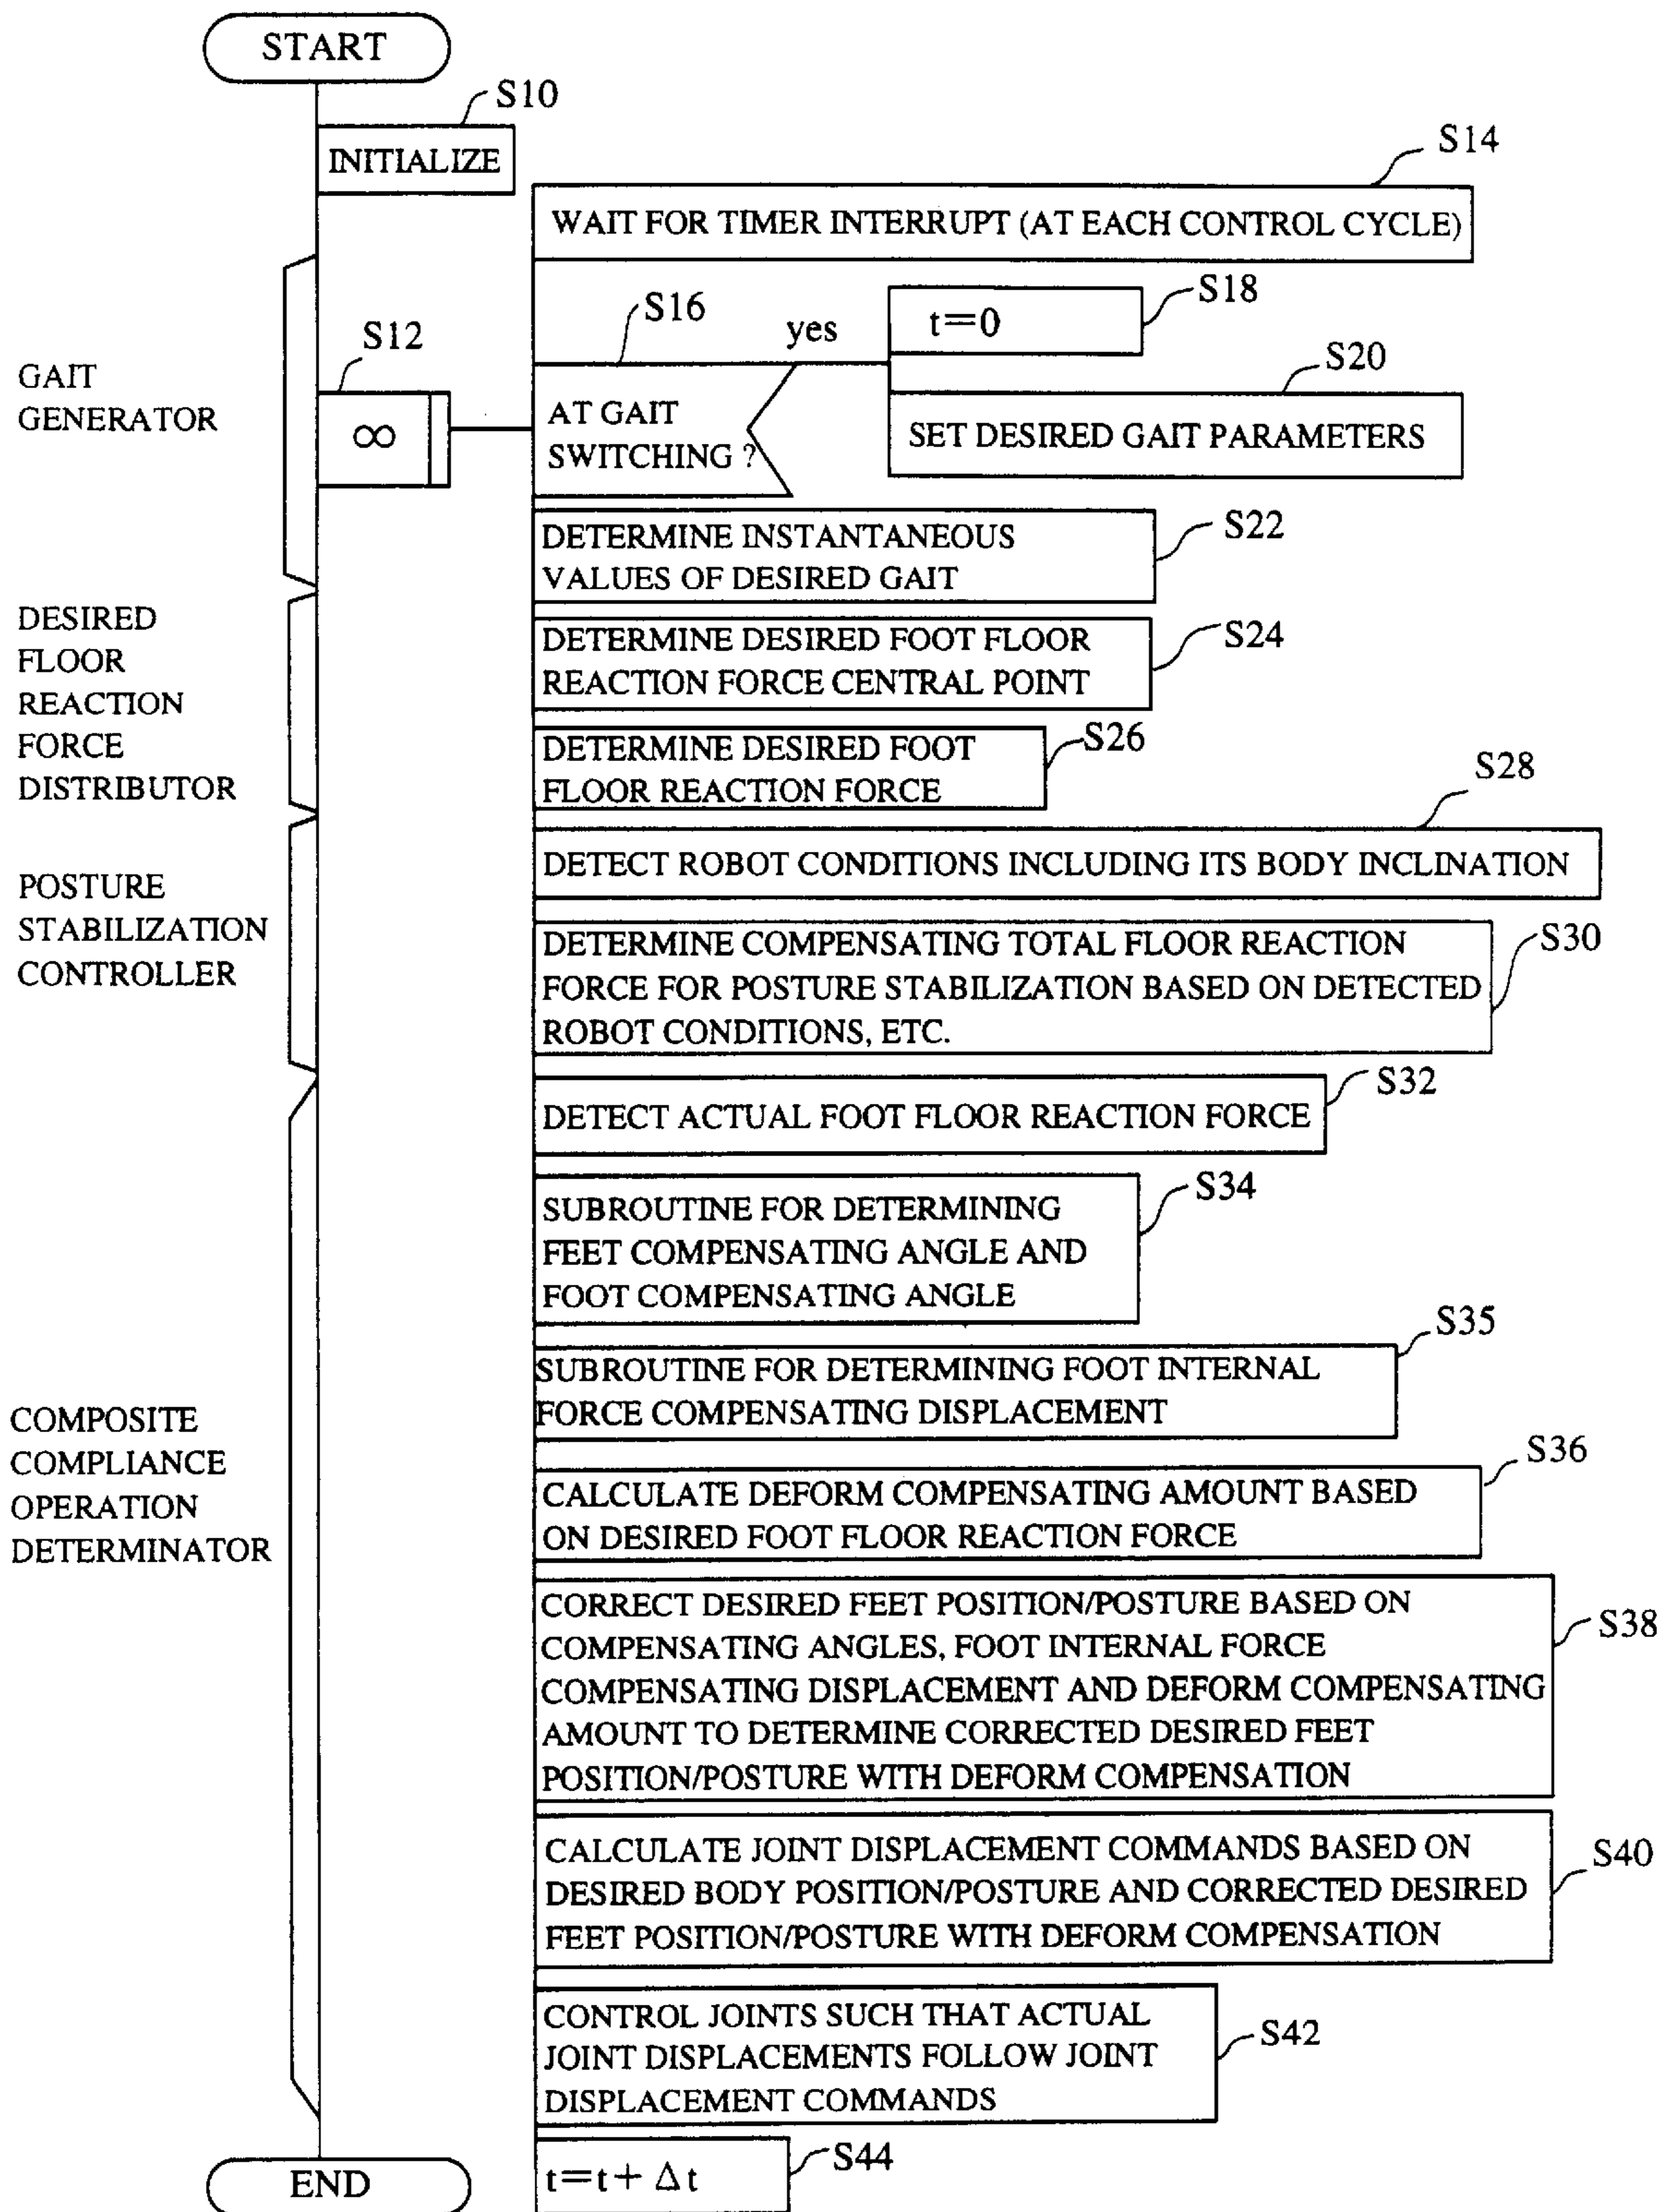 START
S10
INITIALIZE
S14
WAIT FOR TIMER INTERRUPT (AT EACH CONTROL CYCLE)
GAIT
GENERATOR
S12
∞
S16
AT GAIT
SWITCHING ?
yes
S18
t=0
S20
SET DESIRED GAIT PARAMETERS
S22
DETERMINE INSTANTANEOUS
VALUES OF DESIRED GAIT
DESIRED
FLOOR
REACTION
FORCE
DISTRIBUTOR
S24
DETERMINE DESIRED FOOT FLOOR
REACTION FORCE CENTRAL POINT
S26
DETERMINE DESIRED FOOT
FLOOR REACTION FORCE
POSTURE
STABILIZATION
CONTROLLER
S28
DETECT ROBOT CONDITIONS INCLUDING ITS BODY INCLINATION
S30
DETERMINE COMPENSATING TOTAL FLOOR REACTION
FORCE FOR POSTURE STABILIZATION BASED ON DETECTED
ROBOT CONDITIONS, ETC.
COMPOSITE
COMPLIANCE
OPERATION
DETERMINATOR
S32
DETECT ACTUAL FOOT FLOOR REACTION FORCE
S34
SUBROUTINE FOR DETERMINING
FEET COMPENSATING ANGLE AND
FOOT COMPENSATING ANGLE
S35
SUBROUTINE FOR DETERMINING FOOT INTERNAL
FORCE COMPENSATING DISPLACEMENT
S36
CALCULATE DEFORM COMPENSATING AMOUNT BASED
ON DESIRED FOOT FLOOR REACTION FORCE
S38
CORRECT DESIRED FEET POSITION/POSTURE BASED ON
COMPENSATING ANGLES, FOOT INTERNAL FORCE
COMPENSATING DISPLACEMENT AND DEFORM COMPENSATING
AMOUNT TO DETERMINE CORRECTED DESIRED FEET
POSITION/POSTURE WITH DEFORM COMPENSATION
S40
CALCULATE JOINT DISPLACEMENT COMMANDS BASED ON
DESIRED BODY POSITION/POSTURE AND CORRECTED DESIRED
FEET POSITION/POSTURE WITH DEFORM COMPENSATION
S42
CONTROL JOINTS SUCH THAT ACTUAL
JOINT DISPLACEMENTS FOLLOW JOINT
DISPLACEMENT COMMANDS
S44
t=t+ Δt
END